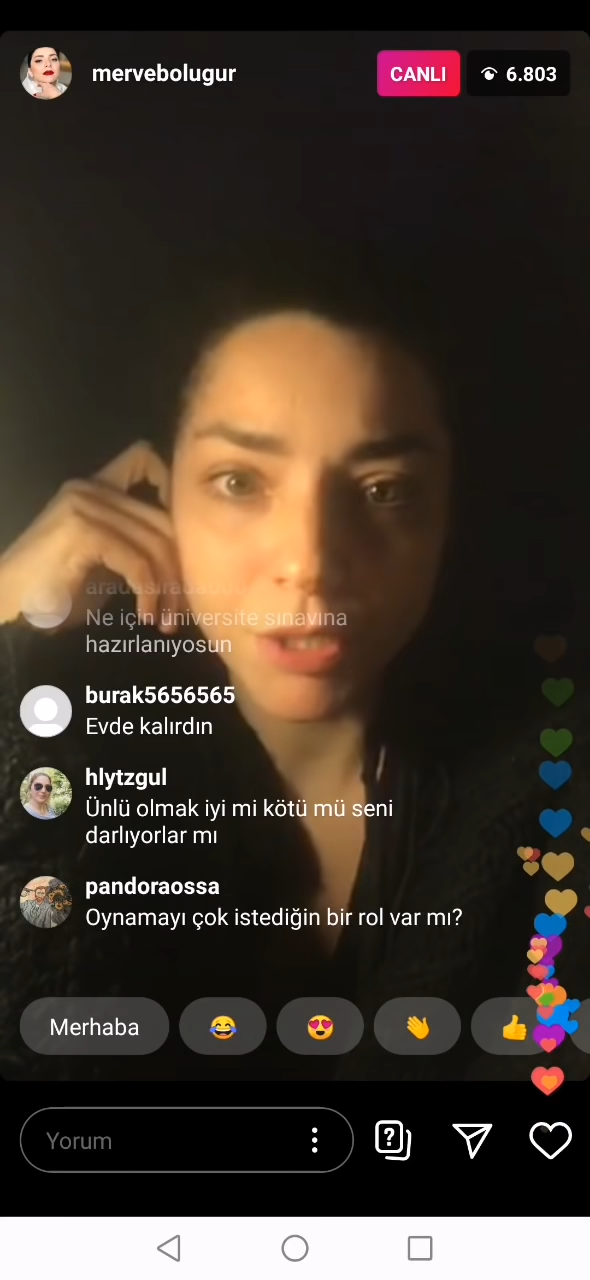 mervebolugur
CANLI
6.803
Ne için üniversite sınavına
hazırlanıyosun
burak5656565
Evde kalırdın
hlytzgul
Ünlü olmak iyi mi kötü mü seni
darlıyorlar mı
pandoraossa
Oynamayı çok istediğin bir rol var mı?
Merhaba
Yorum